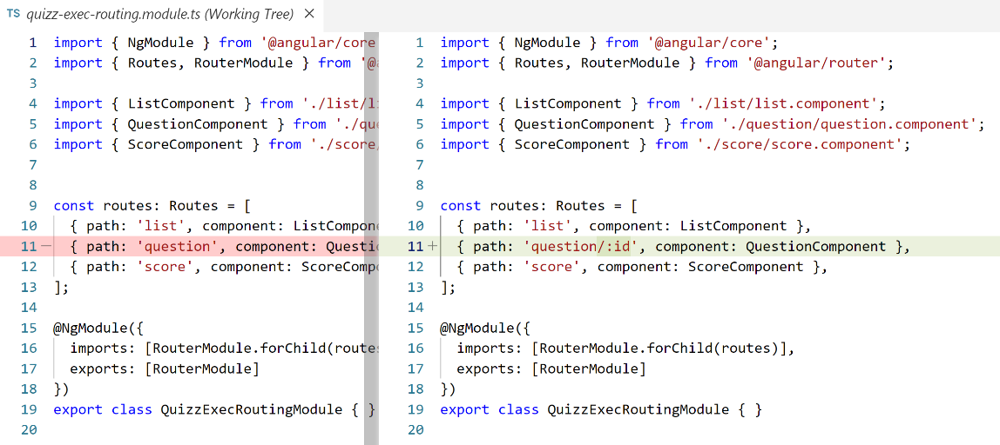 TS quizz-exec-routing.module.ts (Working Tree) ×
1 import { NgModule } from '@angular/core
2 import { Routes, RouterModule } from '@
3
4 import { ListComponent } from './list/l
5 import { QuestionComponent } from './qu
6 import { ScoreComponent } from './score/
7
8
9 const routes: Routes = [
10 { path: 'list', component: ListCompon
11 − { path: 'question', component: Questi
12 { path: 'score', component: ScoreComp
13 ];
14
15 @NgModule({
16 imports: [RouterModule.forChild(route
17 exports: [RouterModule]
18 })
19 export class QuizzExecRoutingModule { }
20
1 import { NgModule } from '@angular/core';
2 import { Routes, RouterModule } from '@angular/router';
3
4 import { ListComponent } from './list/list.component';
5 import { QuestionComponent } from './question/question.component';
6 import { ScoreComponent } from './score/score.component';
7
8
9 const routes: Routes = [
10 { path: 'list', component: ListComponent },
11 + { path: 'question/:id', component: QuestionComponent },
12 { path: 'score', component: ScoreComponent },
13 ];
14
15 @NgModule({
16 imports: [RouterModule.forChild(routes)],
17 exports: [RouterModule]
18 })
19 export class QuizzExecRoutingModule { }
20